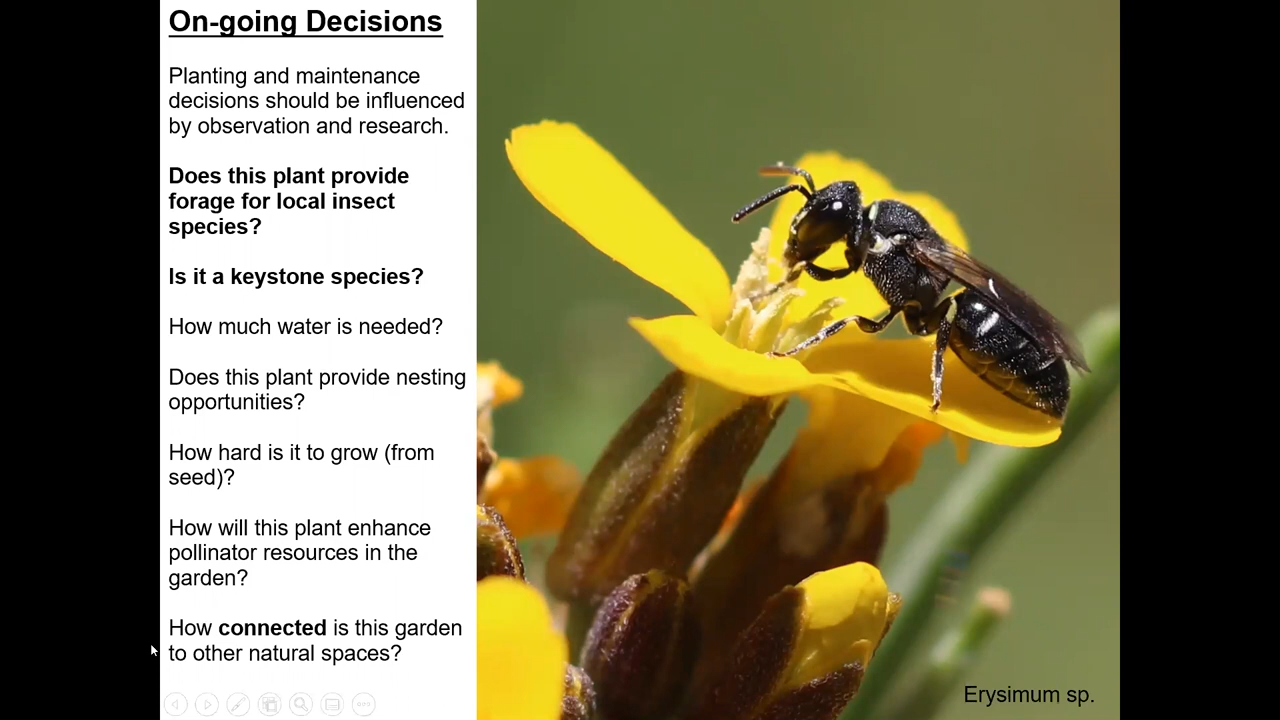 On-going Decisions
Planting and maintenance
decisions should be influenced
by observation and research.
Does this plant provide
forage for local insect
species?
Is it a keystone species?
How much water is needed?
Does this plant provide nesting
opportunities?
How hard is it to grow (from
seed)?
How will this plant enhance
pollinator resources in the
garden?
How connected is this garden
to other natural spaces?
Erysimum sp.